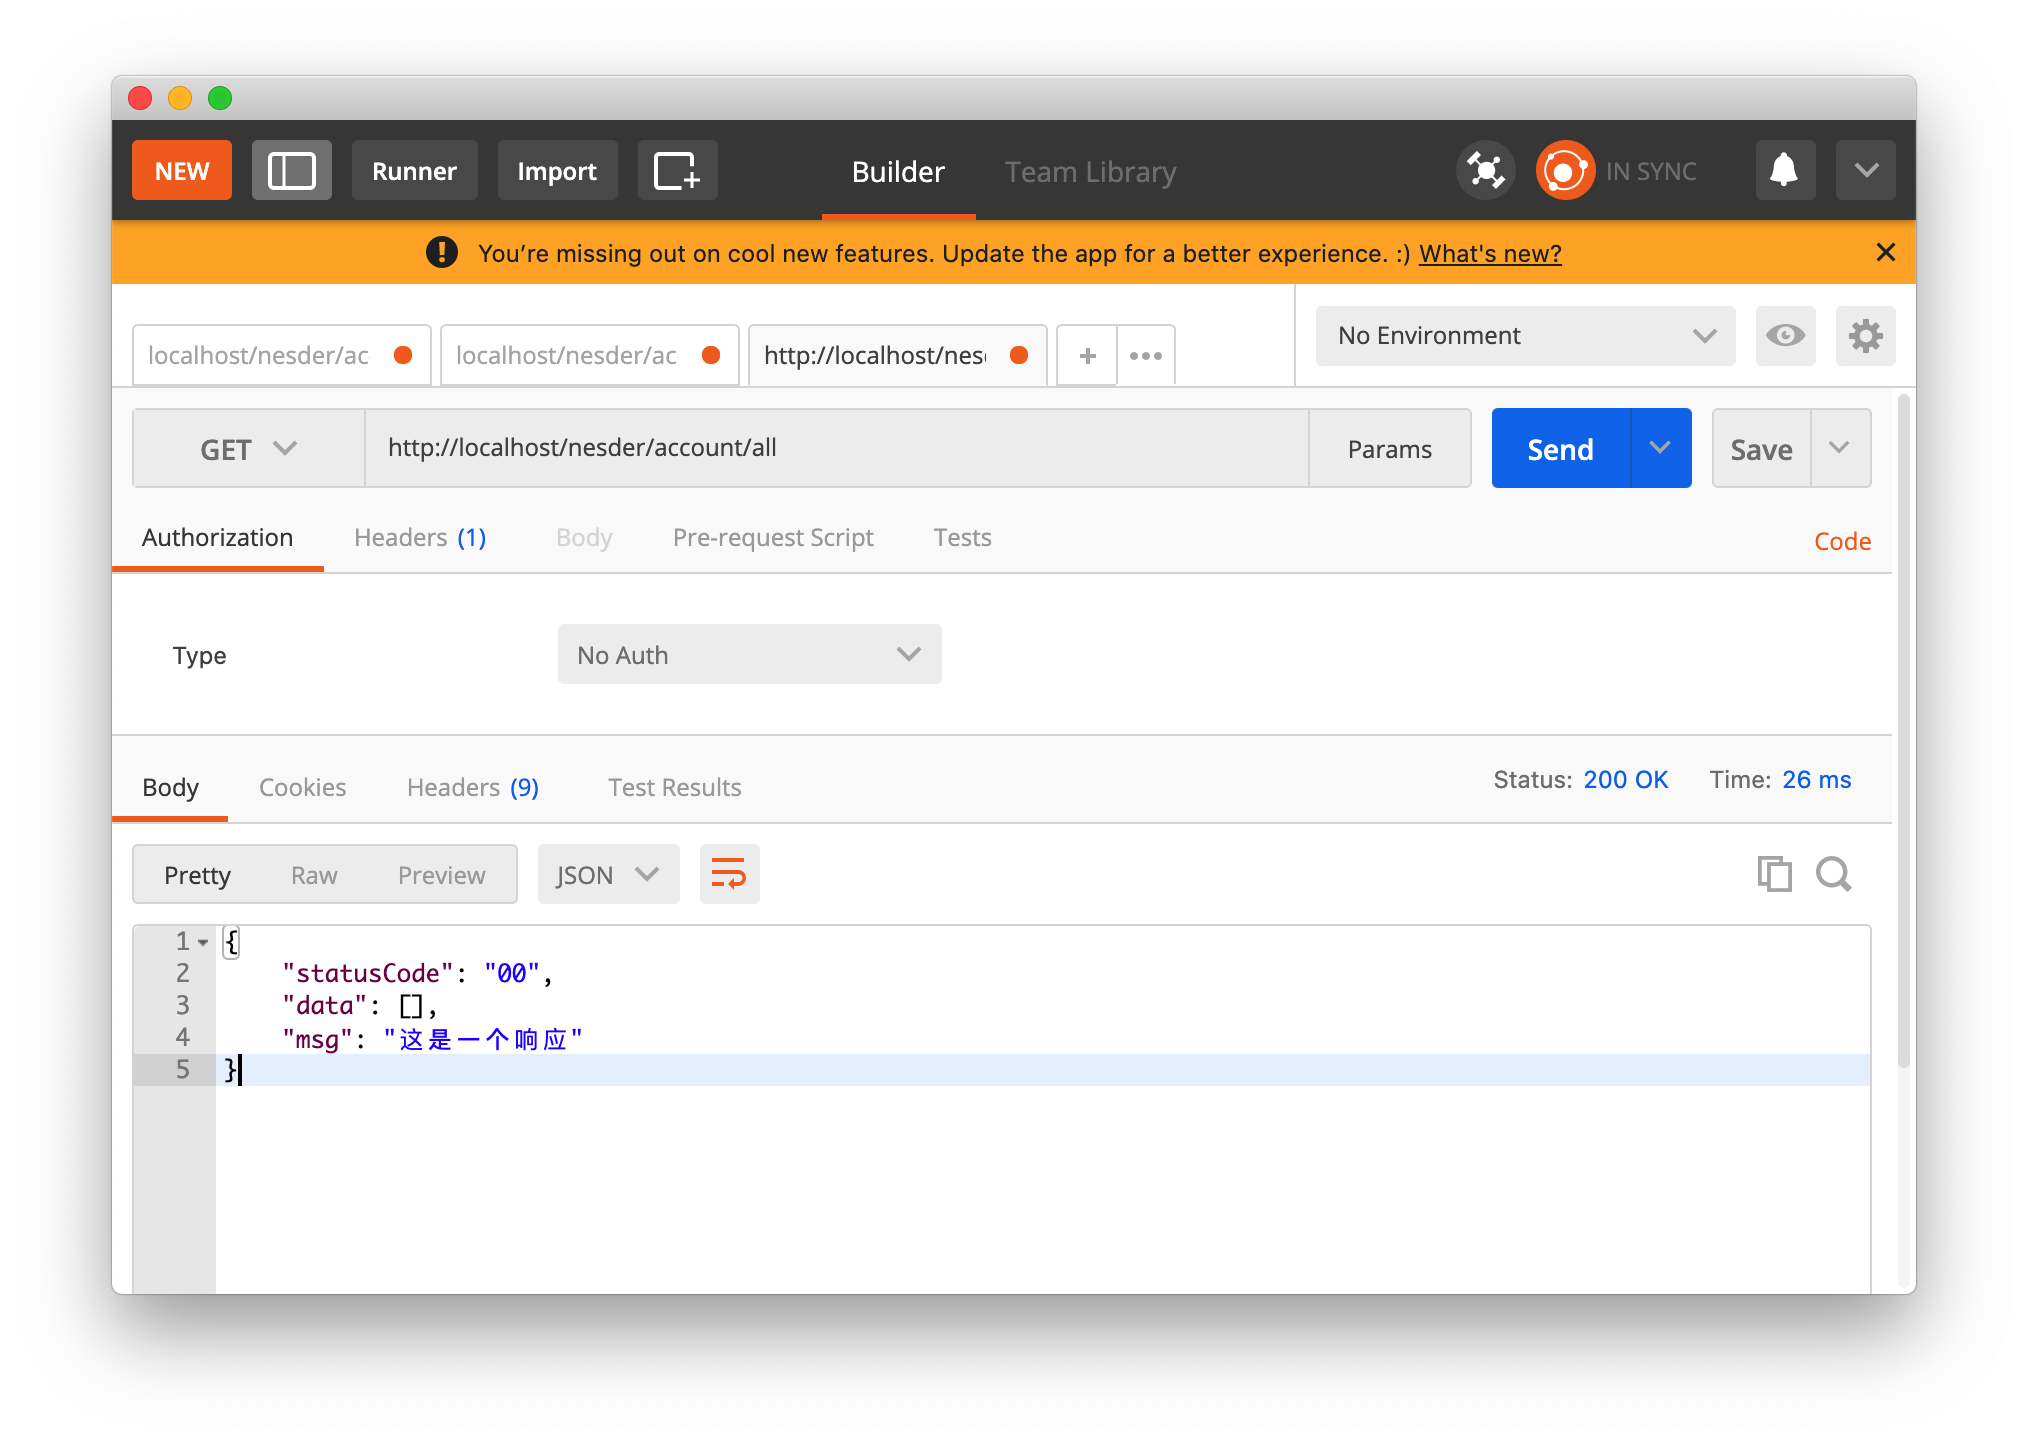 NEW Runner Import Builder Team Library IN SYNC
You’re missing out on cool new features. Update the app for a better experience. :) What's new?
localhost/nesder/ac localhost/nesder/ac http://localhost/nes + ••• No Environment
GET http://localhost/nesder/account/all Params Send Save
Authorization Headers (1) Body Pre-request Script Tests Code
Type No Auth
Body Cookies Headers (9) Test Results Status: 200 OK Time: 26 ms
Pretty Raw Preview JSON
1 {
2 "statusCode": "00",
3 "data": [],
4 "msg": "这是一个响应"
5 }